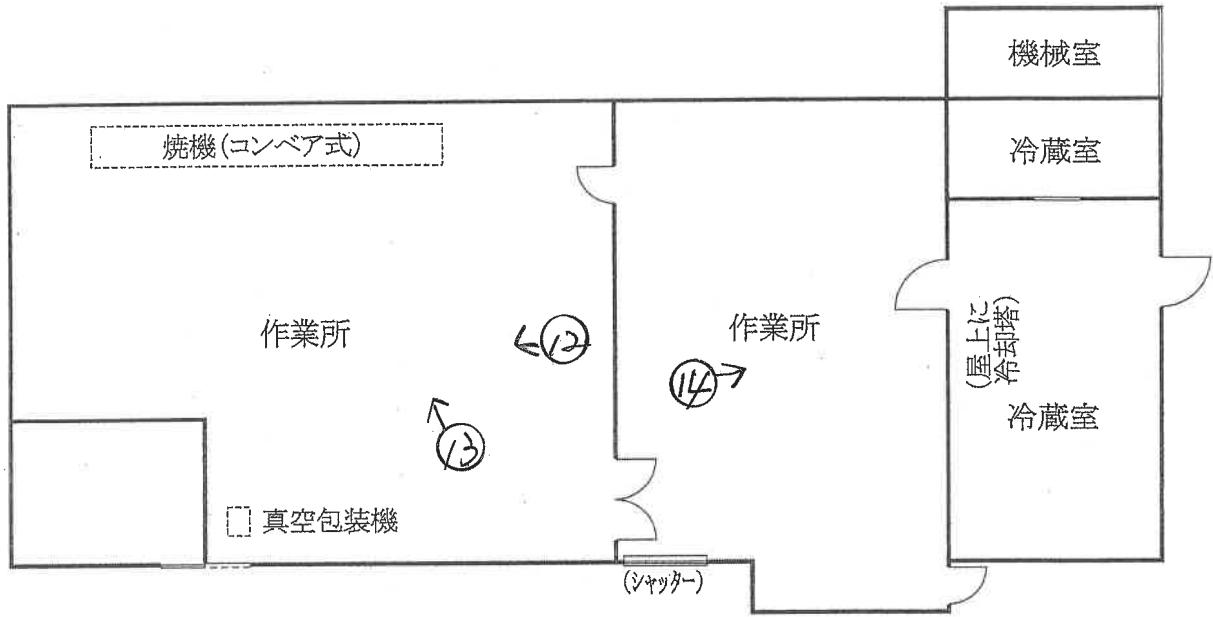 機械室
焼機(コンベア式)
冷蔵室
作業所
⑫
作業所
⑭
(屋上に
冷却塔)
冷蔵室
⑬
真空包装機
(シャッター)